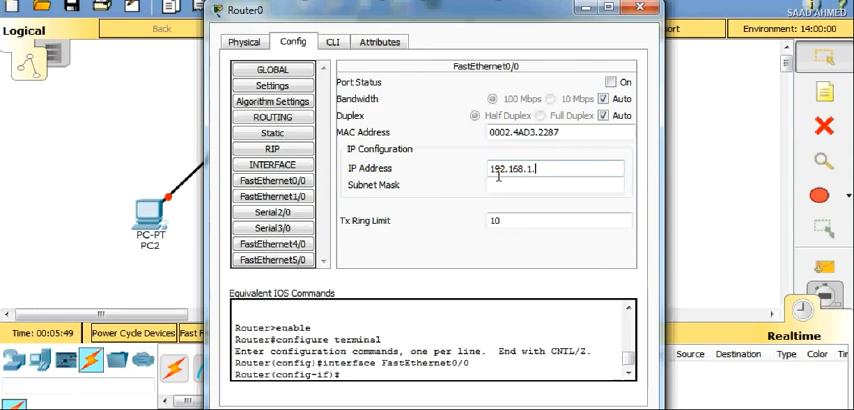 Router0
SAAD AHMED
Logical
Back
port
Environment: 14:00:00
Physical
Config
CLI
Attributes
GLOBAL
Settings
Algorithm Settings
ROUTING
Static
RIP
INTERFACE
FastEthernet0/0
FastEthernet1/0
Serial2/0
Serial3/0
FastEthernet4/0
FastEthernet5/0
FastEthernet0/0
Port Status On
Bandwidth 100 Mbps 10 Mbps Auto
Duplex Half Duplex Full Duplex Auto
MAC Address 0002.4AD3.2287
IP Configuration
IP Address 192.168.1.
Subnet Mask
Tx Ring Limit 10
PC-PT
PC2
Equivalent IOS Commands
Router>enable
Router#configure terminal
Enter configuration commands, one per line. End with CNTL/Z.
Router(config)#interface FastEthernet0/0
Router(config-if)#
Time: 00:05:49
Power Cycle Devices
Fast F
Realtime
Source Destination Type Color Tim